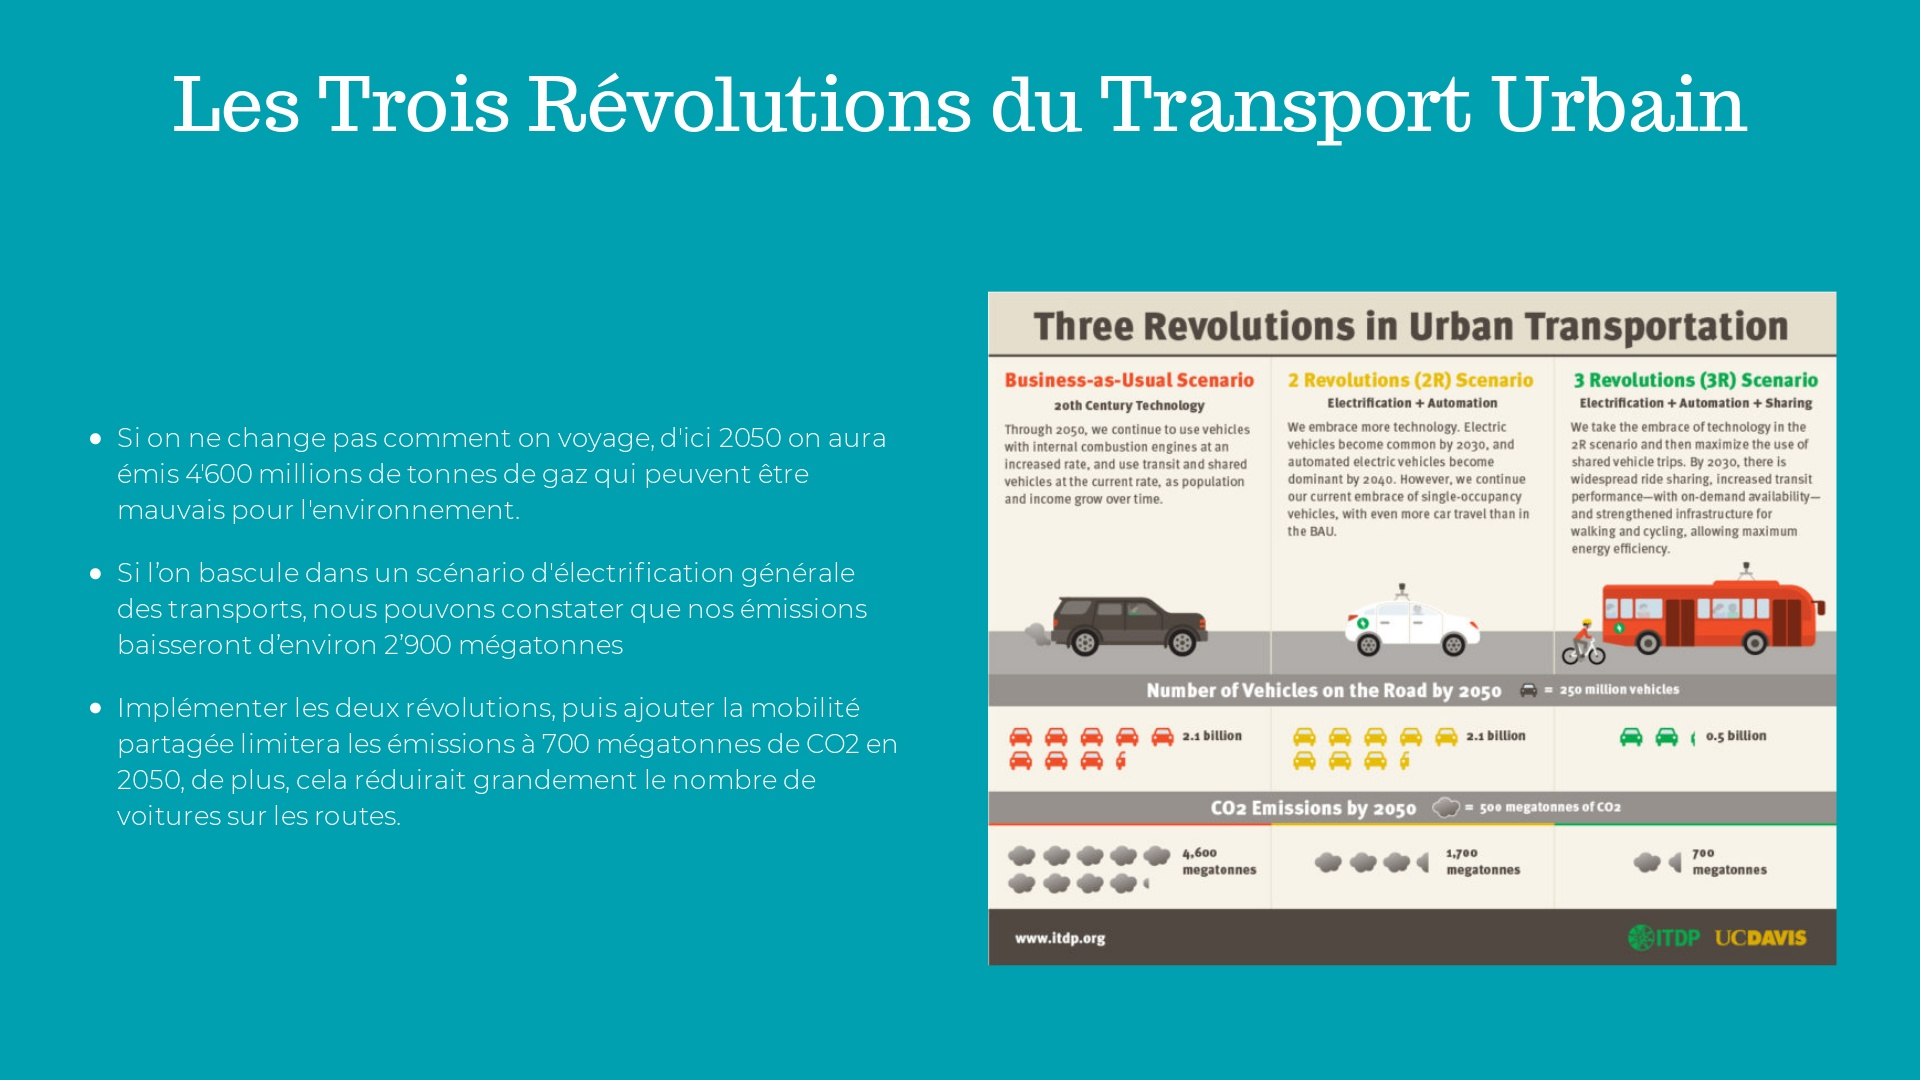 Les Trois Révolutions du Transport Urbain
Si on ne change pas comment on voyage, d'ici 2050 on aura
émis 4'600 millions de tonnes de gaz qui peuvent être
mauvais pour l'environnement.
Si l’on bascule dans un scénario d'électrification générale
des transports, nous pouvons constater que nos émissions
baisseront d’environ 2’900 mégatonnes
Implémenter les deux révolutions, puis ajouter la mobilité
partagée limitera les émissions à 700 mégatonnes de CO2 en
2050, de plus, cela réduirait grandement le nombre de
voitures sur les routes.
Three Revolutions in Urban Transportation
Business-as-Usual Scenario
20th Century Technology
Through 2050, we continue to use vehicles
with internal combustion engines at an
increased rate, and use transit and shared
vehicles at the current rate, as population
and income grow over time.
2 Revolutions (2R) Scenario
Electrification + Automation
We embrace more technology. Electric
vehicles become common by 2030, and
automated electric vehicles become
dominant by 2040. However, we continue
our current embrace of single-occupancy
vehicles, with even more car travel than in
the BAU.
3 Revolutions (3R) Scenario
Electrification + Automation + Sharing
We take the embrace of technology in the
2R scenario and then maximize the use of
shared vehicle trips. By 2030, there is
widespread ride sharing, increased transit
performance—with on-demand availability—
and strengthened infrastructure for
walking and cycling, allowing maximum
energy efficiency.
Number of Vehicles on the Road by 2050 = 250 million vehicles
2.1 billion
2.1 billion
0.5 billion
CO2 Emissions by 2050 = 500 megatonnes of CO2
4,600
megatonnes
1,700
megatonnes
700
megatonnes
www.itdp.org
ITDP UCDAVIS